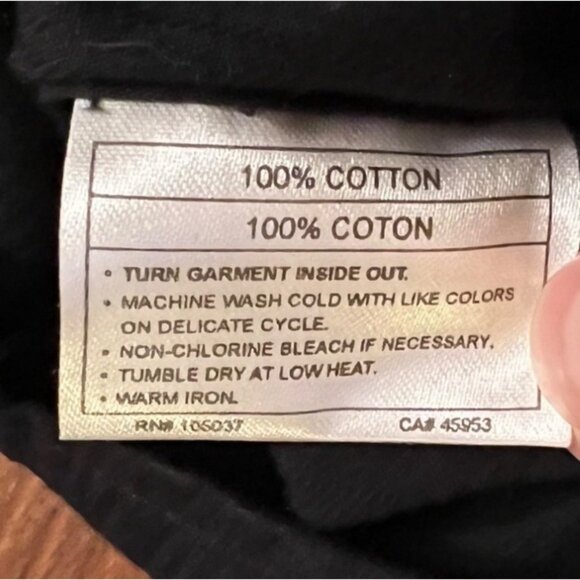 100% COTTON
100% COTON
• TURN GARMENT INSIDE OUT.
• MACHINE WASH COLD WITH LIKE COLORS
ON DELICATE CYCLE.
• NON-CHLORINE BLEACH IF NECESSARY.
• TUMBLE DRY AT LOW HEAT.
• WARM IRON.
RN# 105037 CA# 45953